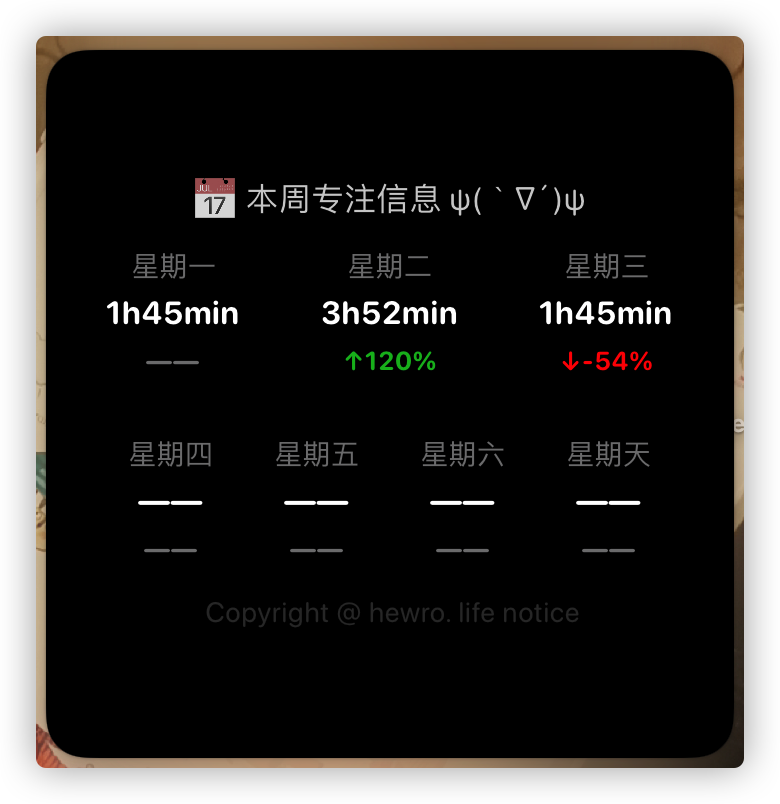 JUL 17 本周专注信息 ψ(｀∇´)ψ
星期一 星期二 星期三
1h45min 3h52min 1h45min
—— ↑120% ↓-54%
星期四 星期五 星期六 星期天
—— —— —— ——
—— —— —— ——
Copyright @ hewro. life notice